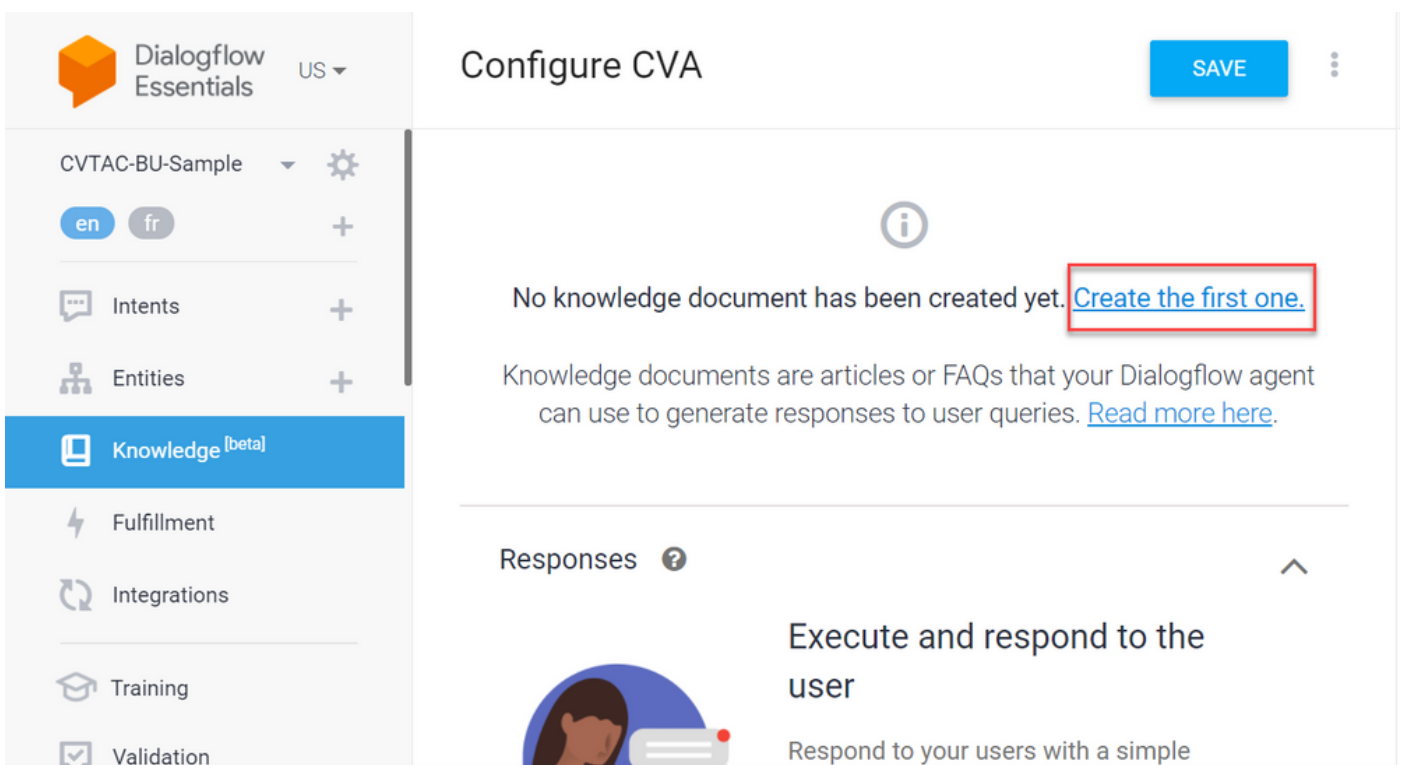 Dialogflow
Essentials
US
Configure CVA
SAVE
CVTAC-BU-Sample
en
fr
Intents
Entities
Knowledge [beta]
Fulfillment
Integrations
Training
Validation
No knowledge document has been created yet. Create the first one.
Knowledge documents are articles or FAQs that your Dialogflow agent
can use to generate responses to user queries. Read more here.
Responses
Execute and respond to the
user
Respond to your users with a simple